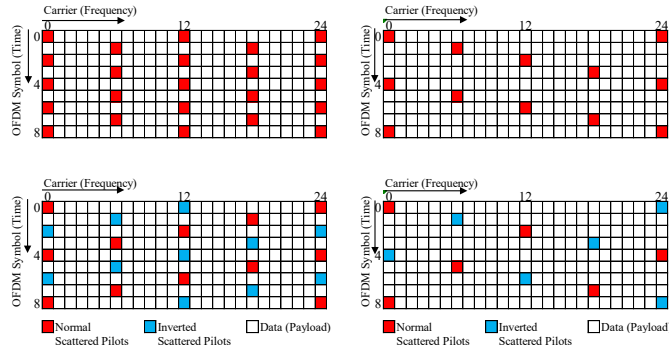 Carrier (Frequency)
0 12 24
OFDM Symbol (Time)
0
4
8
Carrier (Frequency)
0 12 24
OFDM Symbol (Time)
0
4
8
Carrier (Frequency)
0 12 24
OFDM Symbol (Time)
0
4
8
Normal
Scattered Pilots
Inverted
Scattered Pilots
Data (Payload)
Carrier (Frequency)
0 12 24
OFDM Symbol (Time)
0
4
8
Normal
Scattered Pilots
Inverted
Scattered Pilots
Data (Payload)